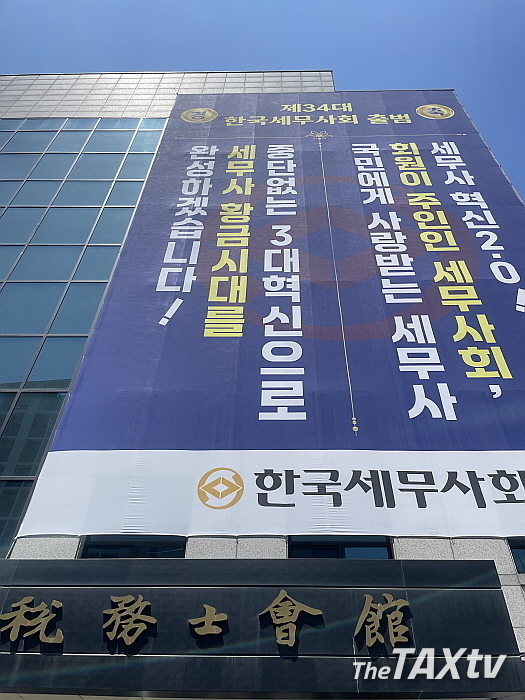 제34대
한국세무사회 출범
세무사 혁신2.0!
회원이 주인인 세무사회,
국민에게 사랑받는 세무사
중단없는 3대혁신으로
세무사 황금시대를
완성하겠습니다!
한국세무사회
税務士會館
The TAXtv